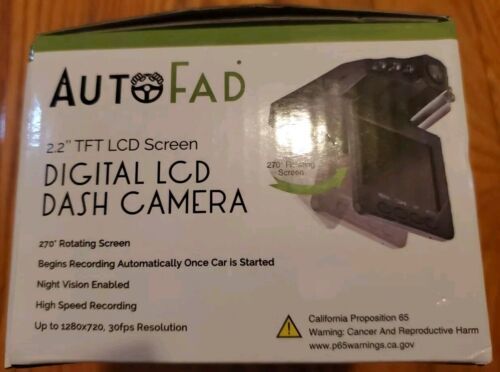 AUTOFAD
2.2" TFT LCD Screen
DIGITAL LCD
DASH CAMERA
270° Rotating
Screen
270° Rotating Screen
Begins Recording Automatically Once Car is Started
Night Vision Enabled
High Speed Recording
Up to 1280x720, 30fps Resolution
California Proposition 65
Warning: Cancer And Reproductive Harm
www.p65warnings.ca.gov